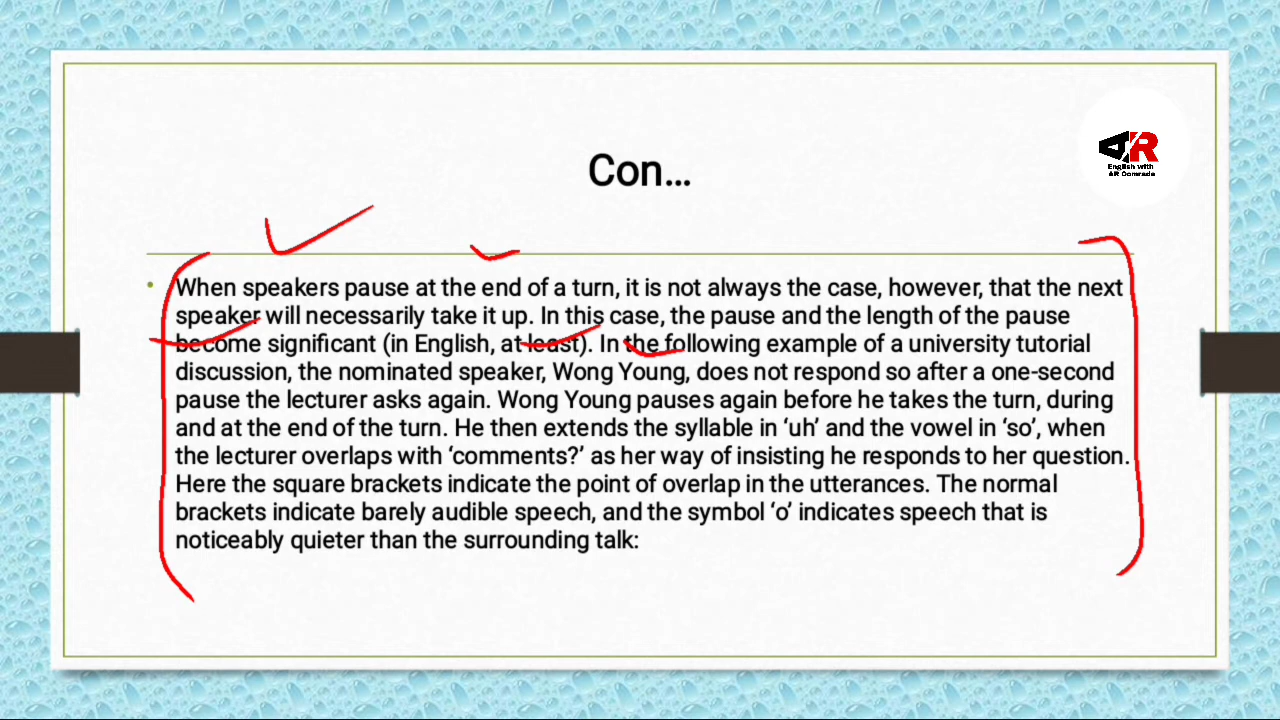 AR
English with
AR Comrade
Con...
• When speakers pause at the end of a turn, it is not always the case, however, that the next
speaker will necessarily take it up. In this case, the pause and the length of the pause
become significant (in English, at least). In the following example of a university tutorial
discussion, the nominated speaker, Wong Young, does not respond so after a one-second
pause the lecturer asks again. Wong Young pauses again before he takes the turn, during
and at the end of the turn. He then extends the syllable in ‘uh’ and the vowel in ‘so’, when
the lecturer overlaps with ‘comments?’ as her way of insisting he responds to her question.
Here the square brackets indicate the point of overlap in the utterances. The normal
brackets indicate barely audible speech, and the symbol ‘o’ indicates speech that is
noticeably quieter than the surrounding talk: